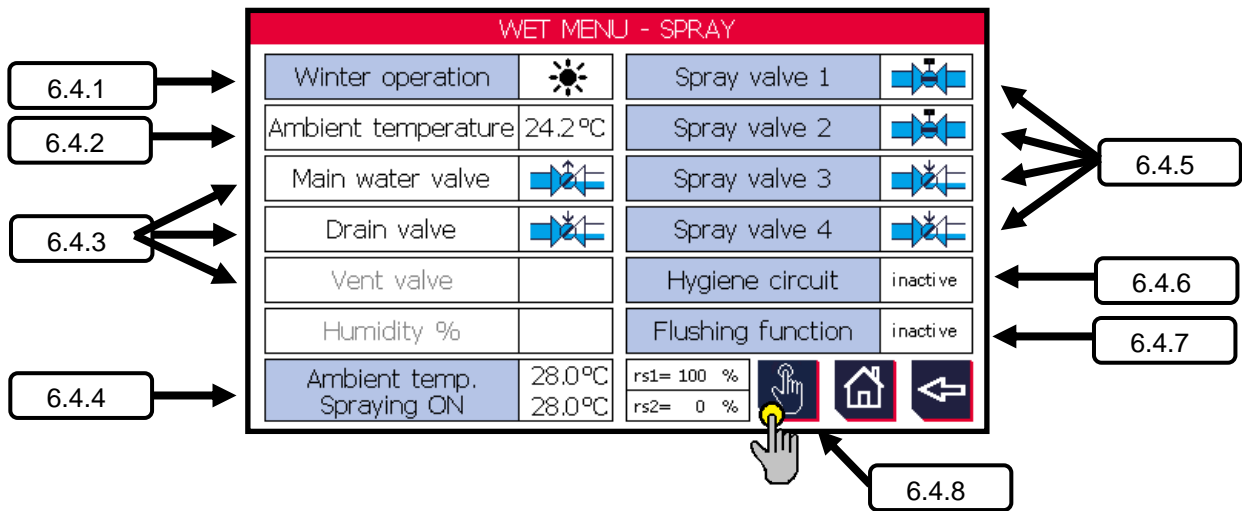 WET MENU - SPRAY
6.4.1
Winter operation
Spray valve 1
6.4.2
Ambient temperature 24.2 ºC
Spray valve 2
Main water valve
Spray valve 3
6.4.5
6.4.3
Drain valve
Spray valve 4
Vent valve
Hygiene circuit inactive
6.4.6
Humidity %
Flushing function inactive
6.4.7
6.4.4
Ambient temp. 28.0ºC
Spraying ON 28.0ºC
rs1= 100 %
rs2= 0 %
6.4.8